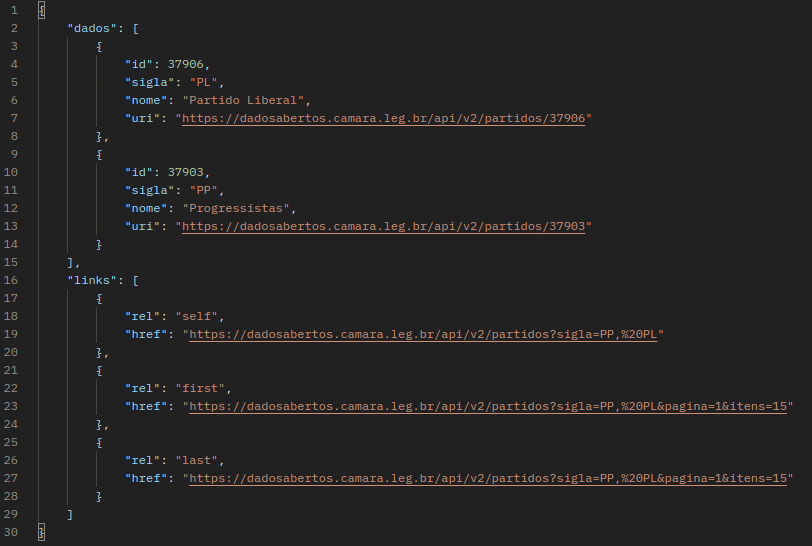 1 {
2     "dados": [
3         {
4             "id": 37906,
5             "sigla": "PL",
6             "nome": "Partido Liberal",
7             "uri": "https://dadosabertos.camara.leg.br/api/v2/partidos/37906"
8         },
9         {
10             "id": 37903,
11             "sigla": "PP",
12             "nome": "Progressistas",
13             "uri": "https://dadosabertos.camara.leg.br/api/v2/partidos/37903"
14         }
15     ],
16     "links": [
17         {
18             "rel": "self",
19             "href": "https://dadosabertos.camara.leg.br/api/v2/partidos?sigla=PP,%20PL"
20         },
21         {
22             "rel": "first",
23             "href": "https://dadosabertos.camara.leg.br/api/v2/partidos?sigla=PP,%20PL&pagina=1&itens=15"
24         },
25         {
26             "rel": "last",
27             "href": "https://dadosabertos.camara.leg.br/api/v2/partidos?sigla=PP,%20PL&pagina=1&itens=15"
28         }
29     ]
30 }